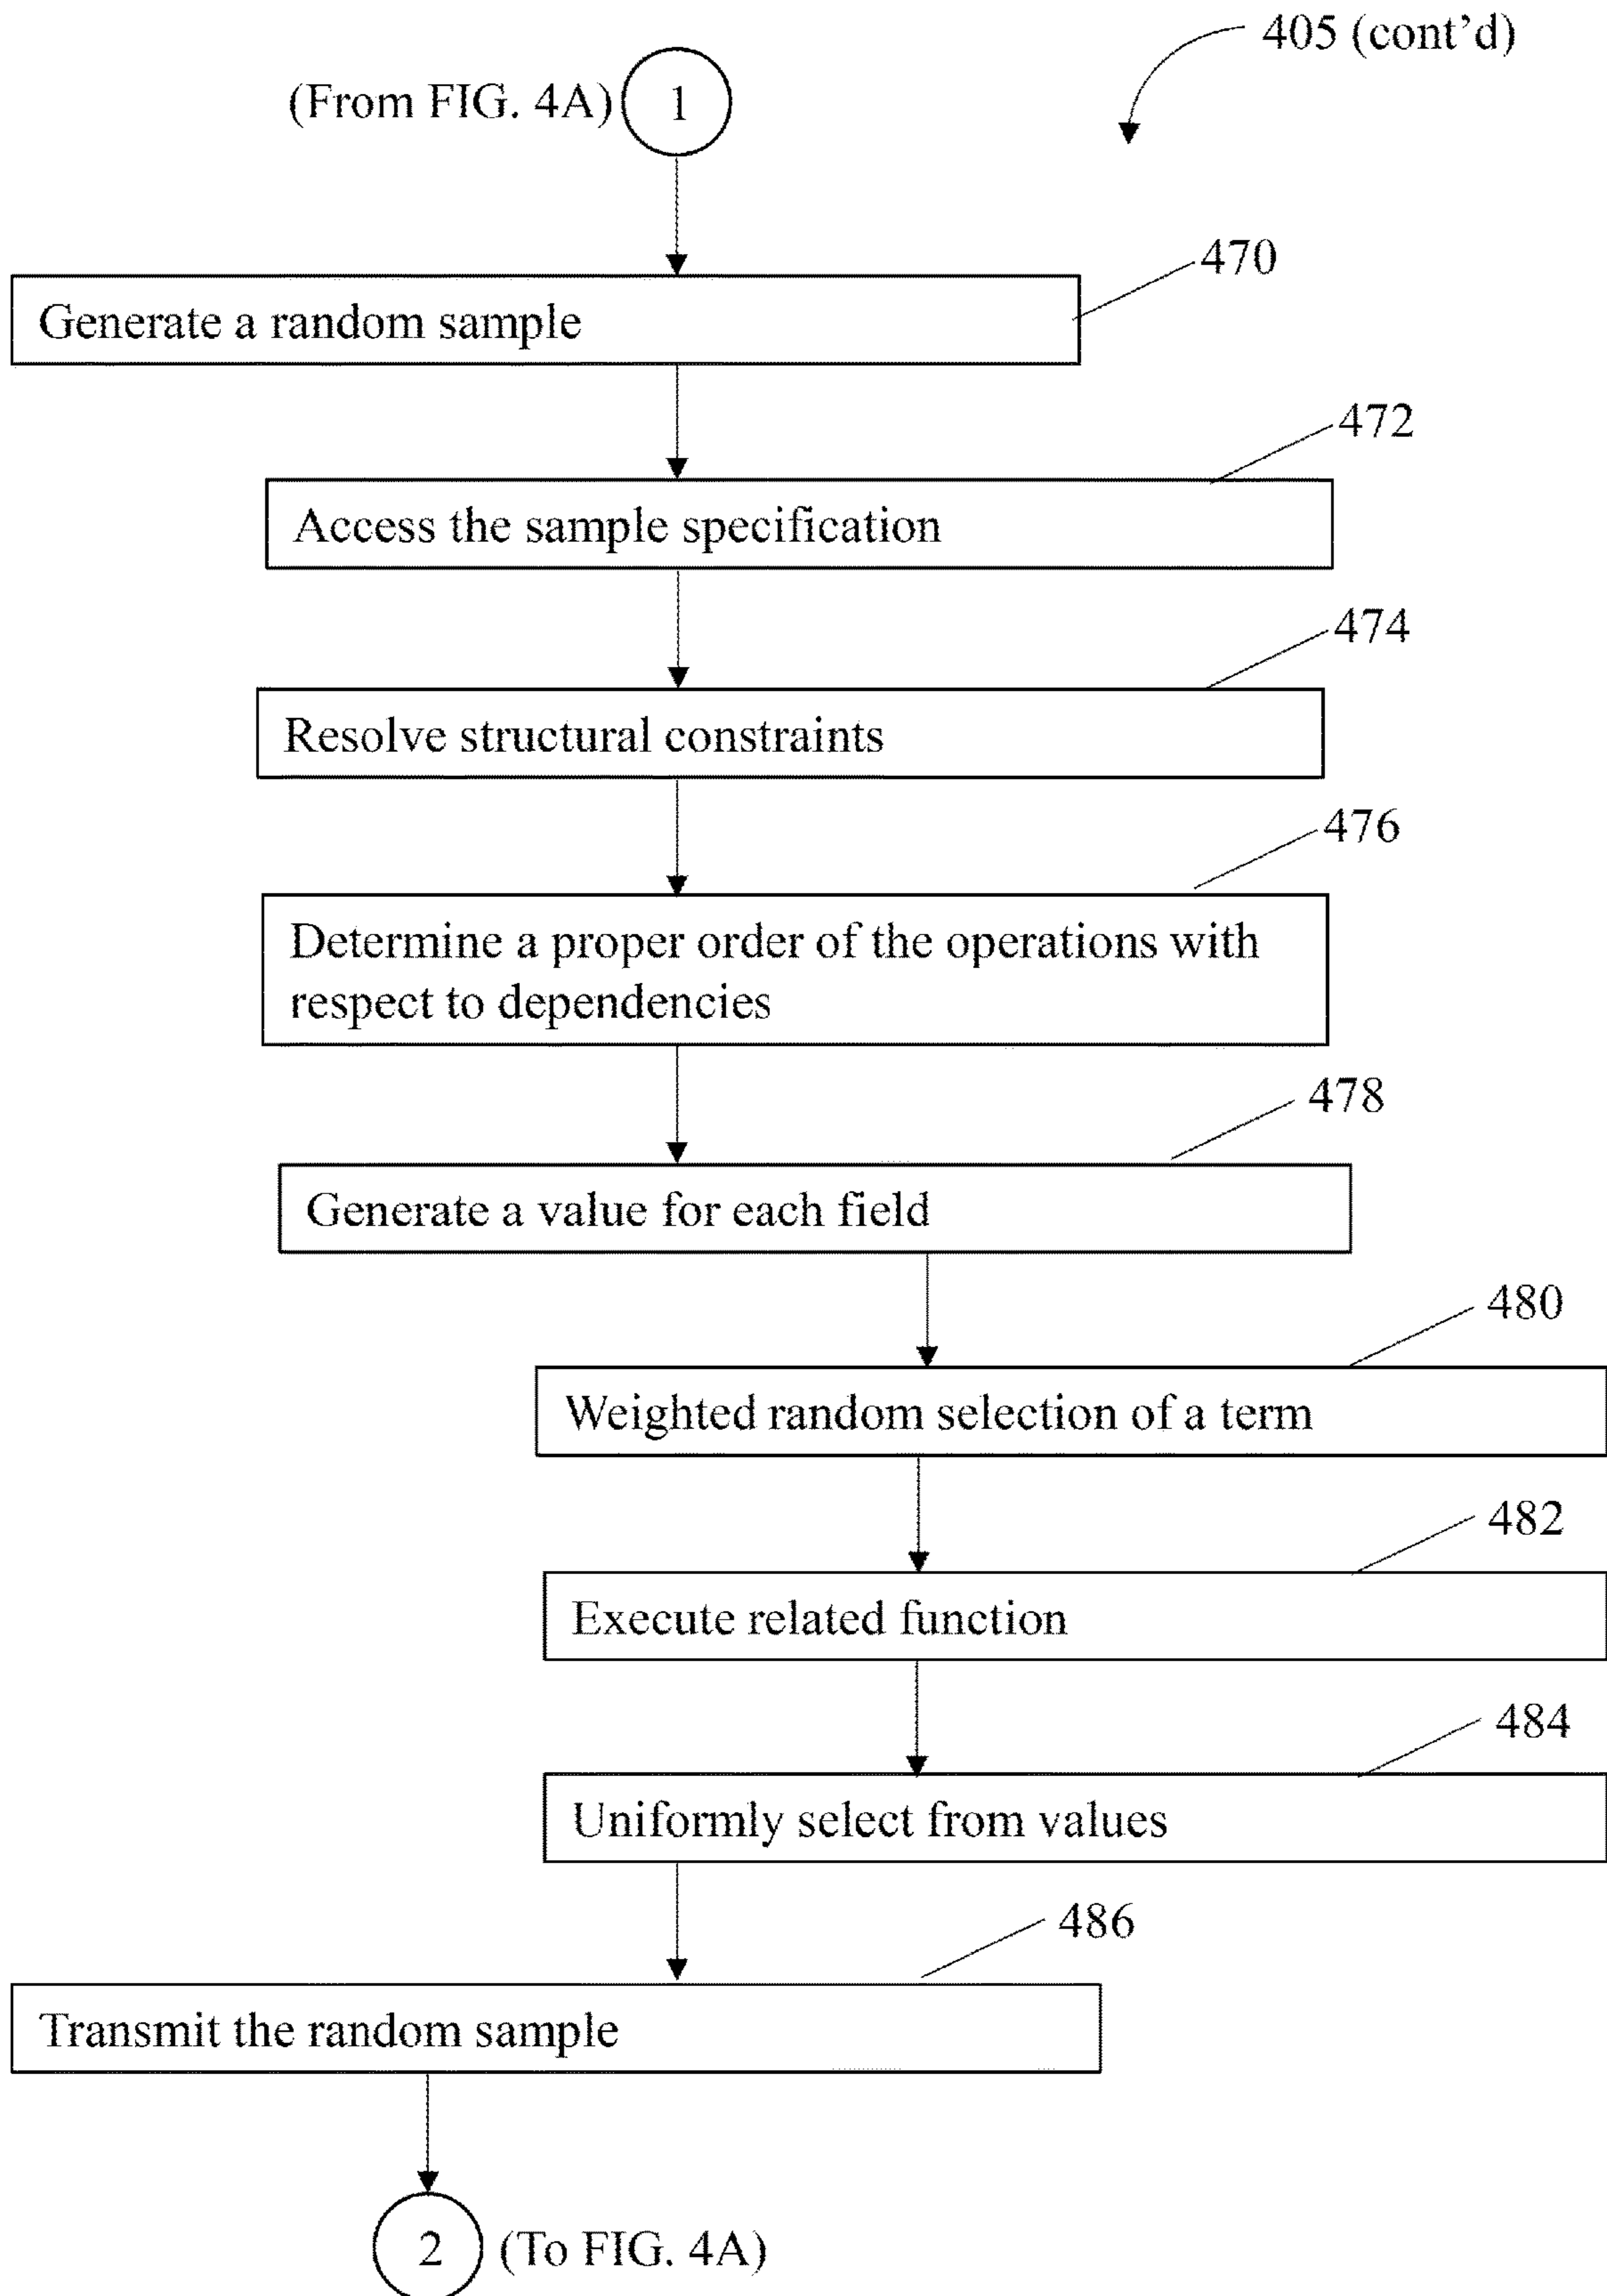 405 (cont’d)
(From FIG. 4A) 1
470
Generate a random sample
472
Access the sample specification
474
Resolve structural constraints
476
Determine a proper order of the operations with
respect to dependencies
478
Generate a value for each field
480
Weighted random selection of a term
482
Execute related function
484
Uniformly select from values
486
Transmit the random sample
2 (To FIG. 4A)